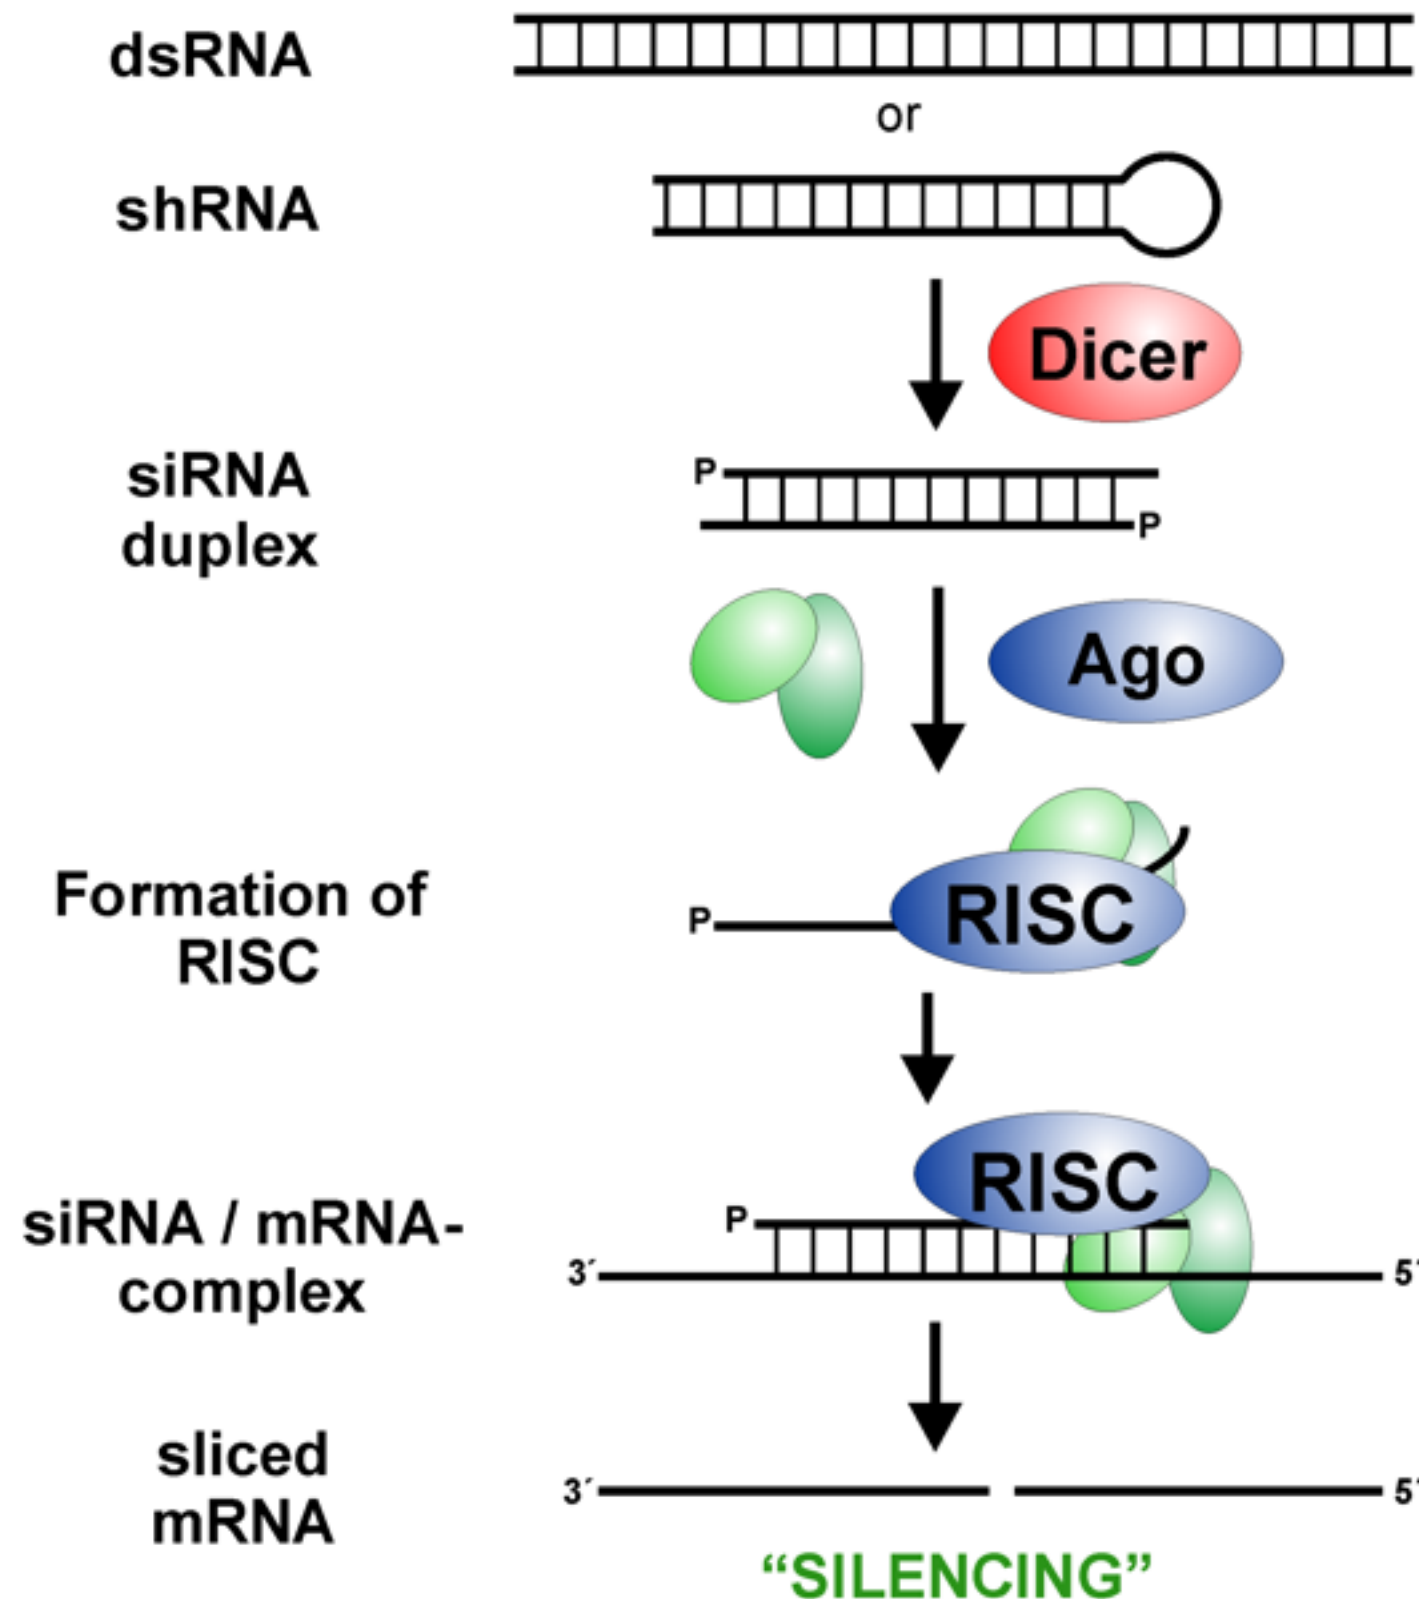 dsRNA
or
shRNA
Dicer
siRNA
duplex
P
P
Ago
Formation of
RISC
P
RISC
siRNA / mRNA-
complex
RISC
P
3´
5´
sliced
mRNA
3´
5´
“SILENCING”